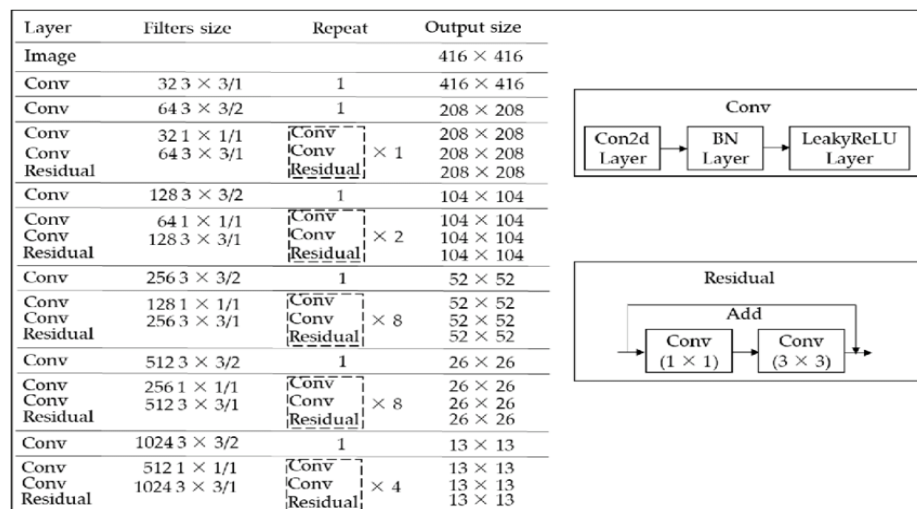 Layer Filters size Repeat Output size
Image 416 × 416
Conv 32 3 × 3/1 1 416 × 416
Conv 64 3 × 3/2 1 208 × 208
Conv 32 1 × 1/1 Conv 208 × 208
Conv 64 3 × 3/1 Conv × 1 208 × 208
Residual Residual 208 × 208
Conv 128 3 × 3/2 1 104 × 104
Conv 64 1 × 1/1 Conv 104 × 104
Conv 128 3 × 3/1 Conv × 2 104 × 104
Residual Residual 104 × 104
Conv 256 3 × 3/2 1 52 × 52
Conv 128 1 × 1/1 Conv 52 × 52
Conv 256 3 × 3/1 Conv × 8 52 × 52
Residual Residual 52 × 52
Conv 512 3 × 3/2 1 26 × 26
Conv 256 1 × 1/1 Conv 26 × 26
Conv 512 3 × 3/1 Conv × 8 26 × 26
Residual Residual 26 × 26
Conv 1024 3 × 3/2 1 13 × 13
Conv 512 1 × 1/1 Conv 13 × 13
Conv 1024 3 × 3/1 Conv × 4 13 × 13
Residual Residual 13 × 13
Conv
Con2d BN LeakyReLU
Layer Layer Layer
Residual
Add
Conv Conv
(1 × 1) (3 × 3)